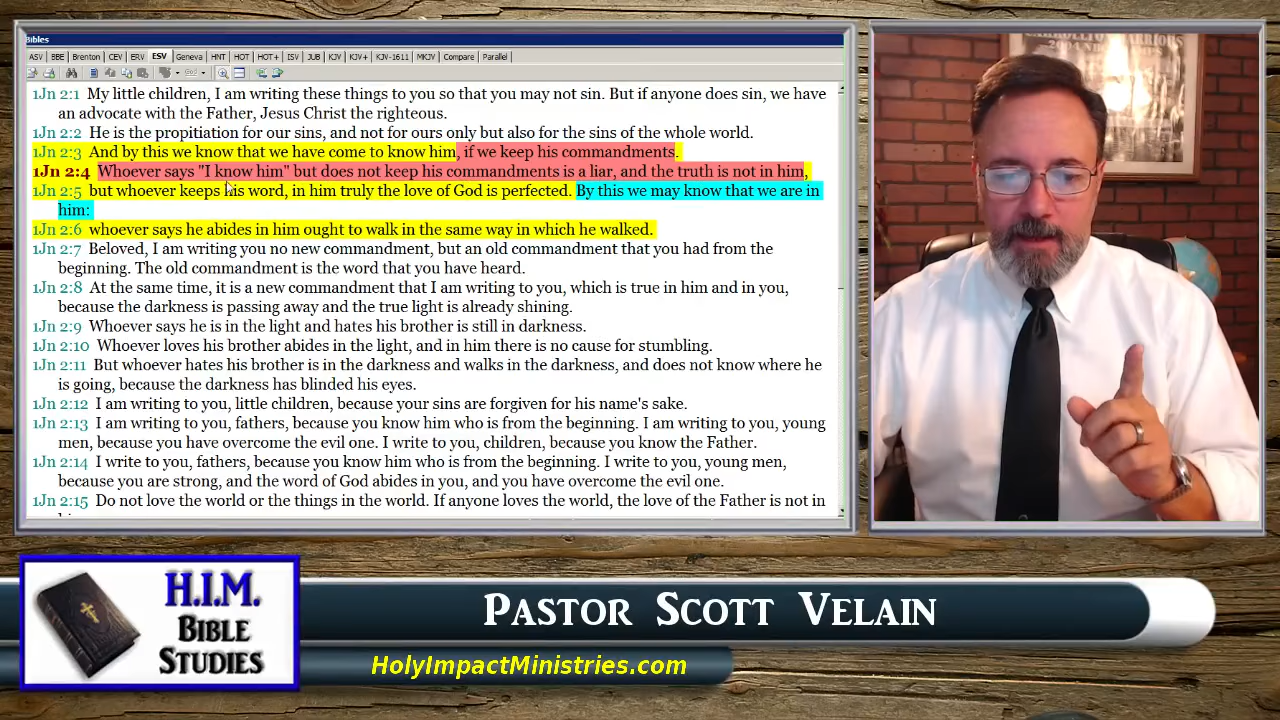 Bibles
ASV BBE Brenton CEV ERV ESV Geneva HNT HOT HOT+ ISV JUB KJV KJV+ KJV-1611 MKJV Compare Parallel
1Jn 2:1 My little children, I am writing these things to you so that you may not sin. But if anyone does sin, we have
an advocate with the Father, Jesus Christ the righteous.
1Jn 2:2 He is the propitiation for our sins, and not for ours only but also for the sins of the whole world.
1Jn 2:3 And by this we know that we have come to know him, if we keep his commandments.
1Jn 2:4 Whoever says "I know him" but does not keep his commandments is a liar, and the truth is not in him,
1Jn 2:5 but whoever keeps his word, in him truly the love of God is perfected. By this we may know that we are in
him:
1Jn 2:6 whoever says he abides in him ought to walk in the same way in which he walked.
1Jn 2:7 Beloved, I am writing you no new commandment, but an old commandment that you had from the
beginning. The old commandment is the word that you have heard.
1Jn 2:8 At the same time, it is a new commandment that I am writing to you, which is true in him and in you,
because the darkness is passing away and the true light is already shining.
1Jn 2:9 Whoever says he is in the light and hates his brother is still in darkness.
1Jn 2:10 Whoever loves his brother abides in the light, and in him there is no cause for stumbling.
1Jn 2:11 But whoever hates his brother is in the darkness and walks in the darkness, and does not know where he
is going, because the darkness has blinded his eyes.
1Jn 2:12 I am writing to you, little children, because your sins are forgiven for his name's sake.
1Jn 2:13 I am writing to you, fathers, because you know him who is from the beginning. I am writing to you, young
men, because you have overcome the evil one. I write to you, children, because you know the Father.
1Jn 2:14 I write to you, fathers, because you know him who is from the beginning. I write to you, young men,
because you are strong, and the word of God abides in you, and you have overcome the evil one.
1Jn 2:15 Do not love the world or the things in the world. If anyone loves the world, the love of the Father is not in
H.I.M.
Bible
Studies
Pastor Scott Velain
HolyImpactMinistries.com